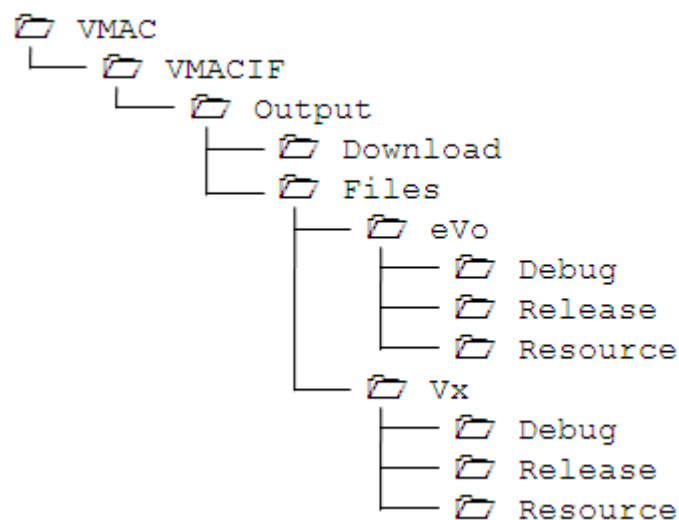 VMAC
VMACIF
Output
Download
Files
eVo
Debug
Release
Resource
Vx
Debug
Release
Resource